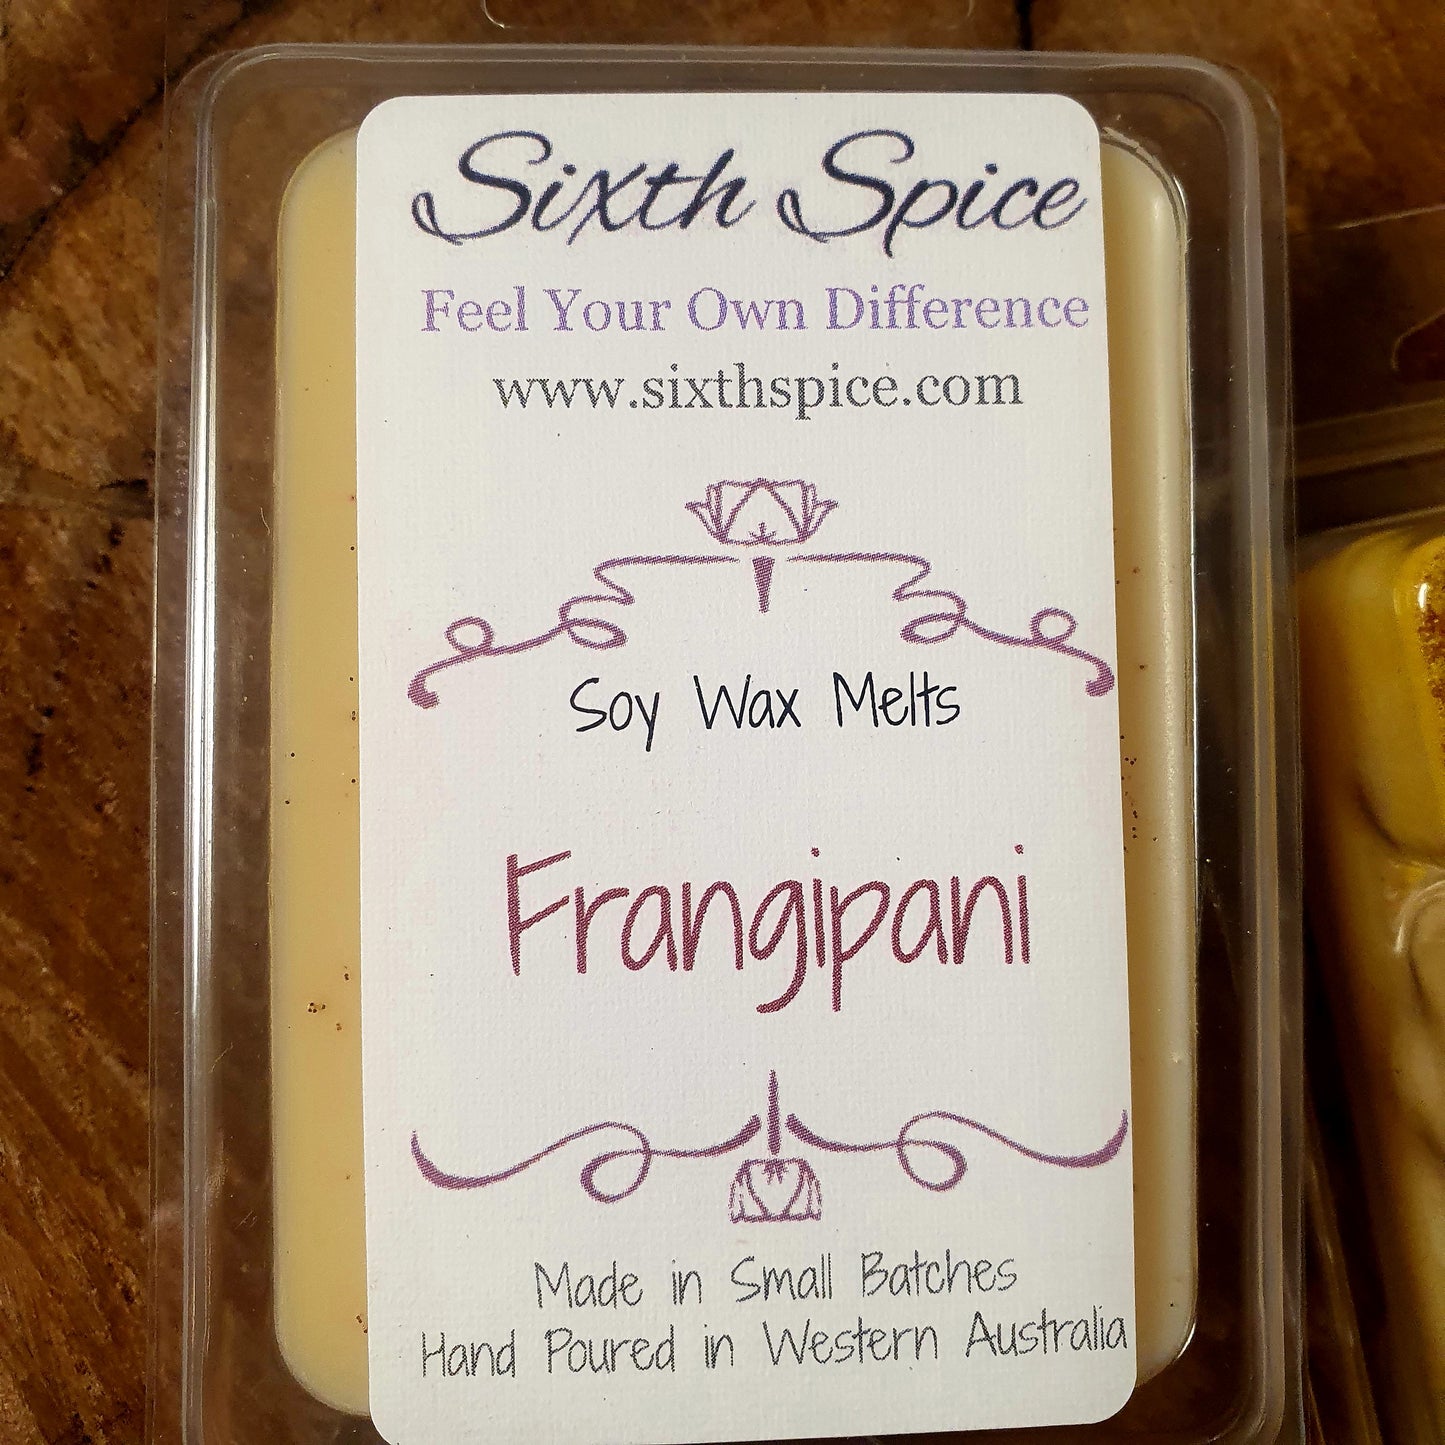 Sixth Spice
Feel Your Own Difference
www.sixthspice.com
Soy Wax Melts
Frangipani
Made in Small Batches
Hand Poured in Western Australia